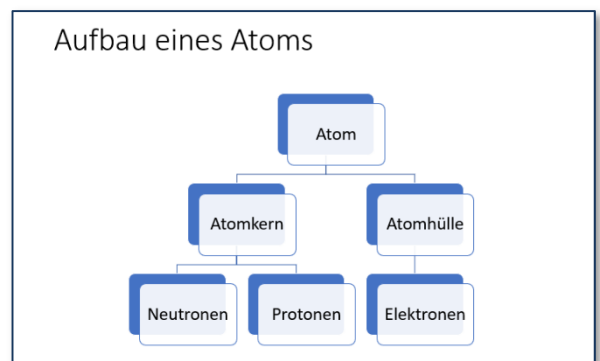 Aufbau eines Atoms
Atom
Atomkern
Atomhülle
Neutronen
Protonen
Elektronen